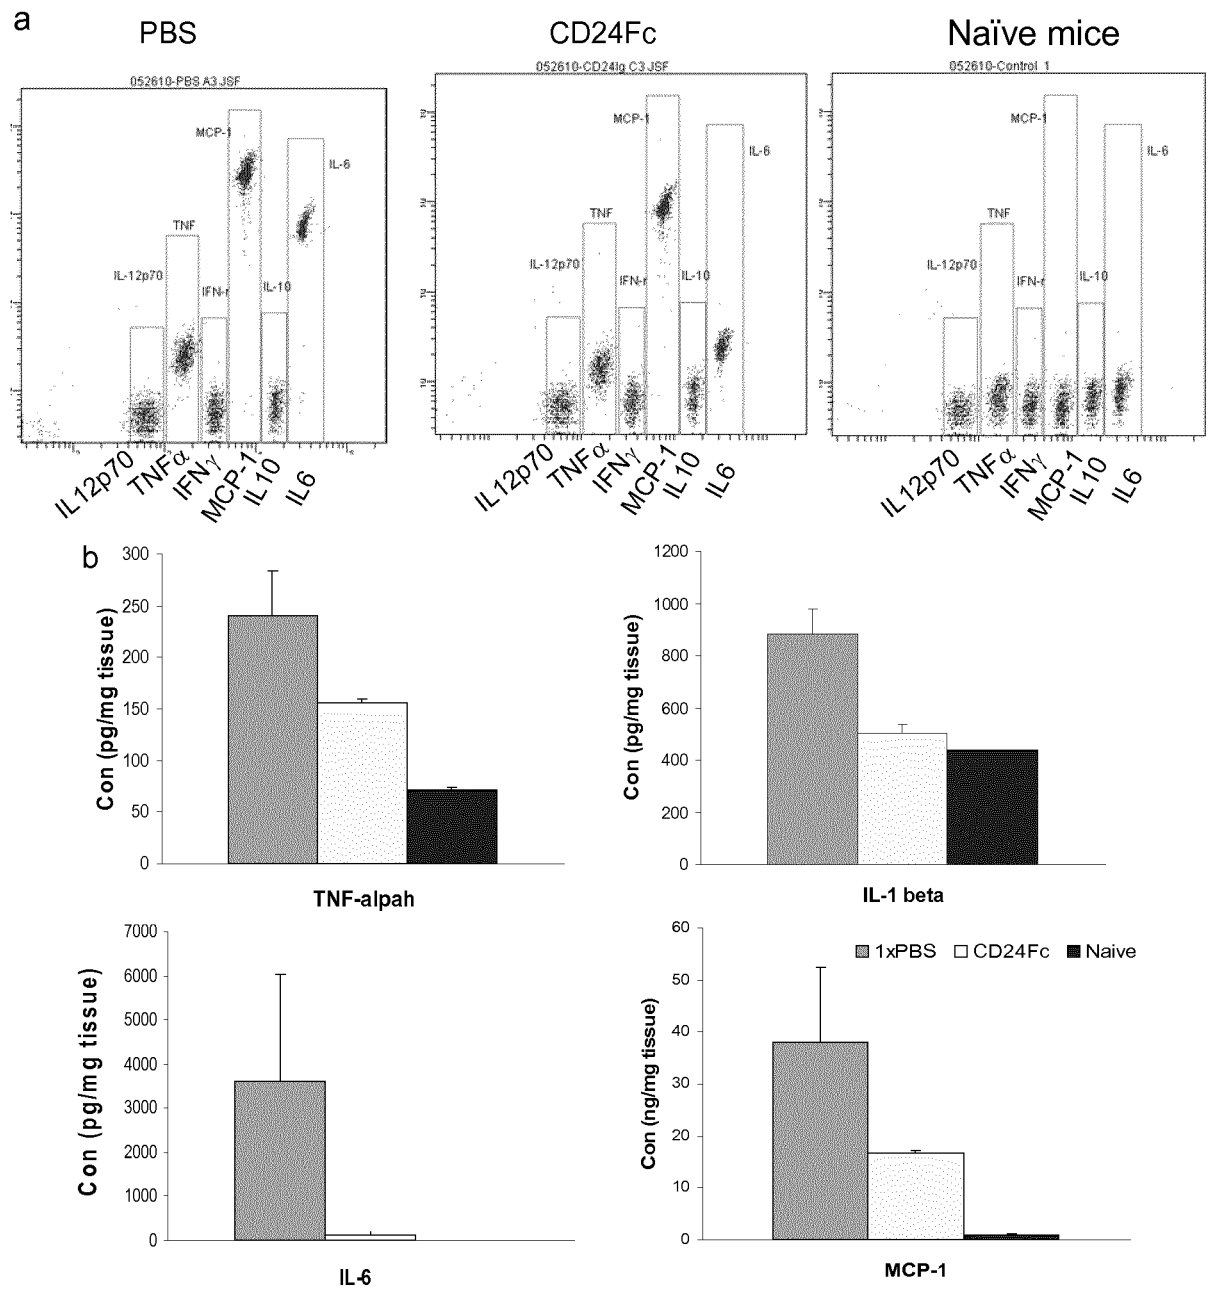 a
PBS
CD24Fc
Naïve mice
052610-PBS A3 JSF
052610-CD24Ig C3 JSF
052610-Control 1
MCP-1
IL-6
TNF
IL-12p70
IFN-r
IL-10
MCP-1
IL-6
TNF
IL-12p70
IFN-r
IL-10
MCP-1
IL-6
TNF
IL-12p70
IFN-r
IL-10
IL12p70
TNFα
IFNγ
MCP-1
IL10
IL6
IL12p70
TNFα
IFNγ
MCP-1
IL10
IL6
IL12p70
TNFα
IFNγ
MCP-1
IL10
IL6
b
Con (pg/mg tissue)
300
250
200
150
100
50
0
TNF-alpah
Con (pg/mg tissue)
1200
1000
800
600
400
200
0
IL-1 beta
Con (pg/mg tissue)
7000
6000
5000
4000
3000
2000
1000
0
IL-6
Con (ng/mg tissue)
60
50
40
30
20
10
0
1xPBS CD24Fc Naive
MCP-1